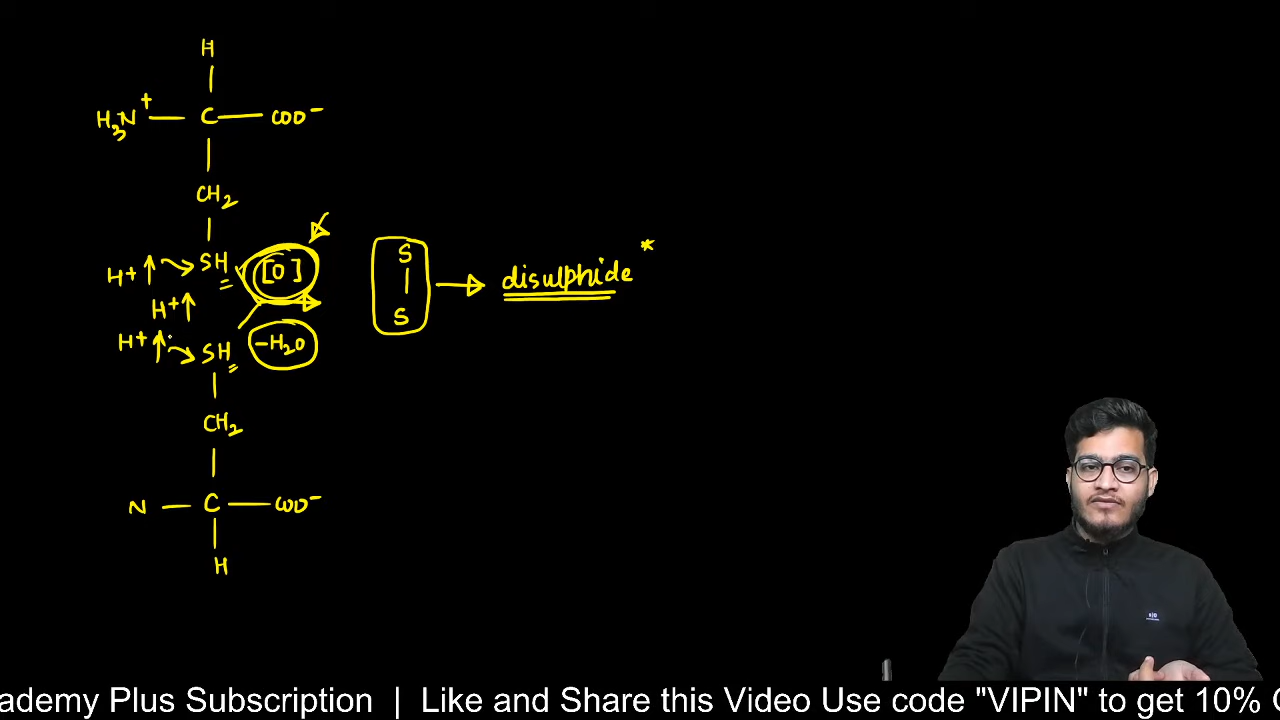 H
H3N+ — C — COO−
CH2
H+ ↑ → SH [O] S
H+ ↑ | → disulphide *
H+ ↑ → SH −H2O S
CH2
N — C — COO−
H
ademy Plus Subscription | Like and Share this Video Use code "VIPIN" to get 10%